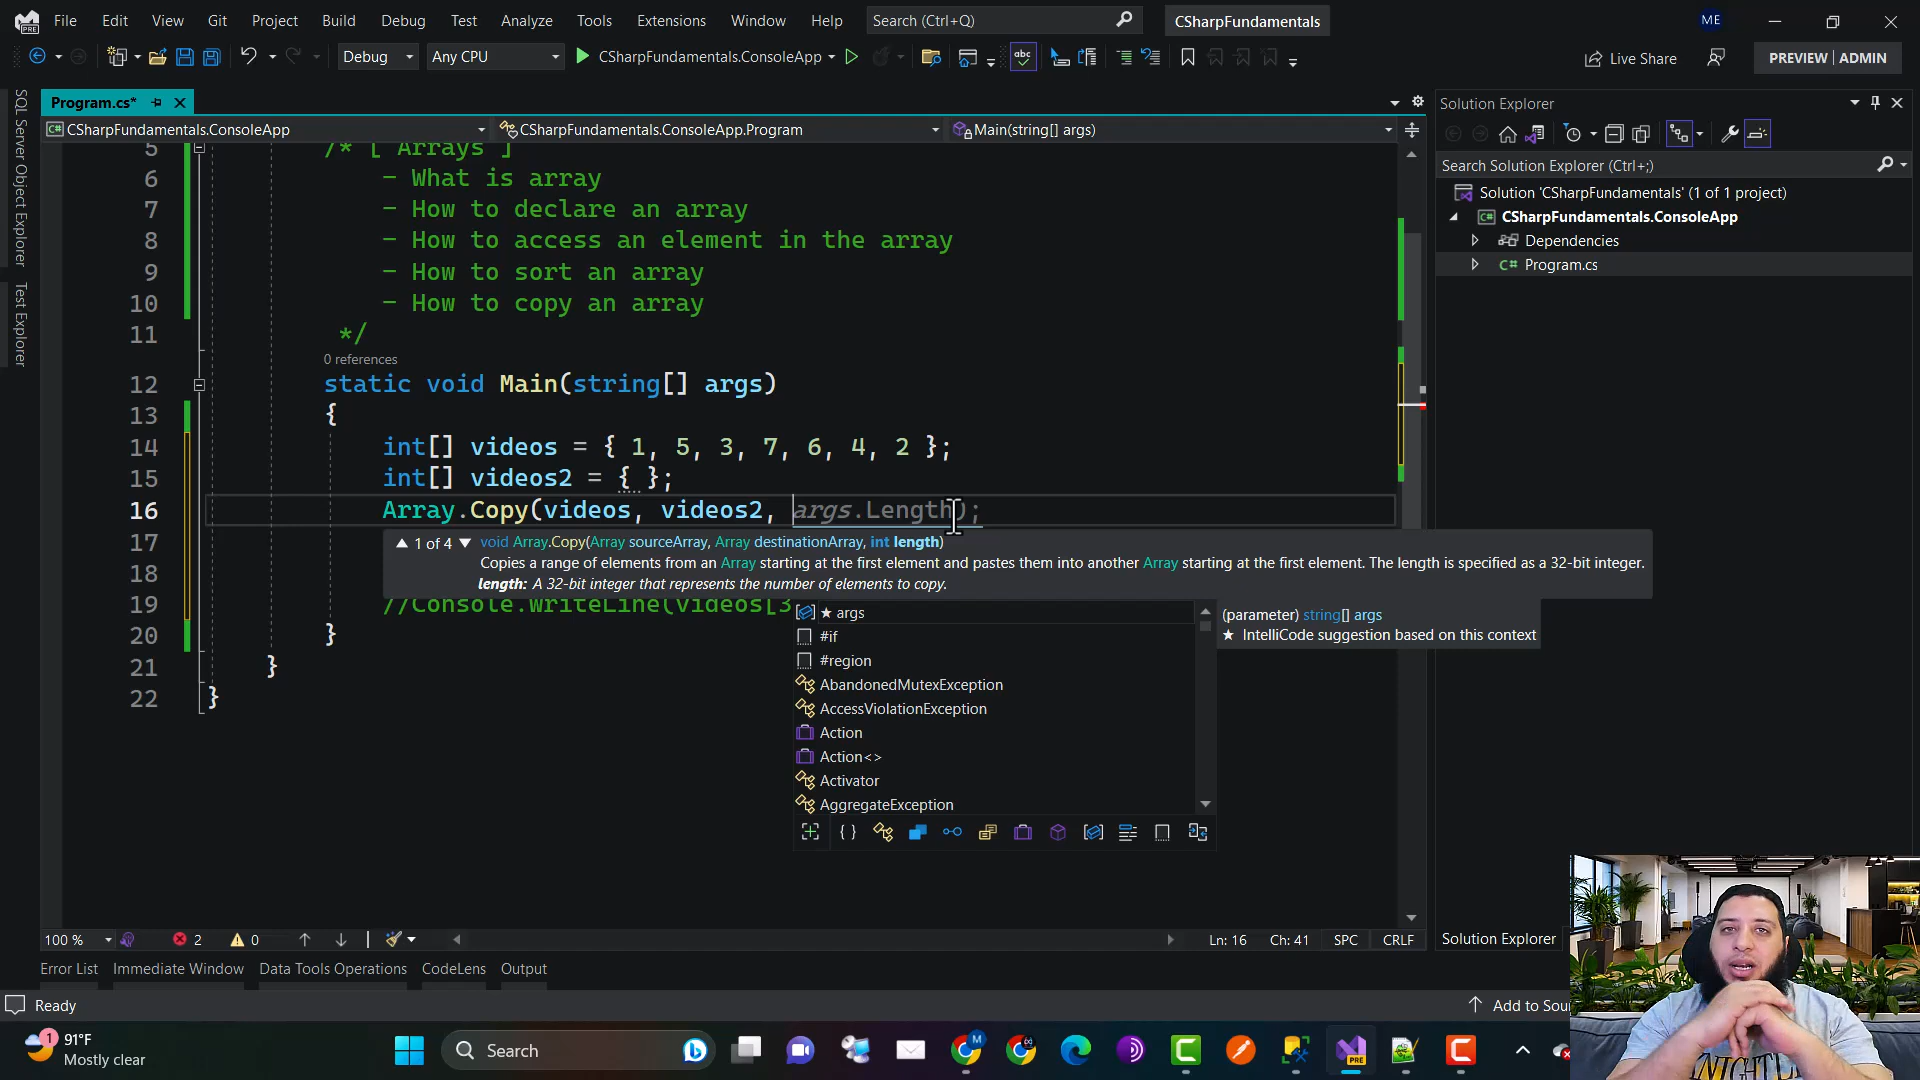 File Edit View Git Project Build Debug Test Analyze Tools Extensions Window Help Search (Ctrl+Q) CSharpFundamentals ME
Debug Any CPU CSharpFundamentals.ConsoleApp Live Share PREVIEW ADMIN
Program.cs*
CSharpFundamentals.ConsoleApp CSharpFundamentals.ConsoleApp.Program Main(string[] args)
SQL Server Object Explorer
Test Explorer
5 /* [ Arrays ]
6 - What is array
7 - How to declare an array
8 - How to access an element in the array
9 - How to sort an array
10 - How to copy an array
11 */
0 references
12 static void Main(string[] args)
13 {
14 int[] videos = { 1, 5, 3, 7, 6, 4, 2 };
15 int[] videos2 = { };
16 Array.Copy(videos, videos2, args.Length);
17
18
19 //Console.WriteLine(videos[3
20 }
21 }
22 }
1 of 4 void Array.Copy(Array sourceArray, Array destinationArray, int length)
Copies a range of elements from an Array starting at the first element and pastes them into another Array starting at the first element. The length is specified as a 32-bit integer.
length: A 32-bit integer that represents the number of elements to copy.
★ args
#if
#region
AbandonedMutexException
AccessViolationException
Action
Action<>
Activator
AggregateException
(parameter) string[] args
★ IntelliCode suggestion based on this context
Solution Explorer
Search Solution Explorer (Ctrl+;)
Solution 'CSharpFundamentals' (1 of 1 project)
CSharpFundamentals.ConsoleApp
Dependencies
C# Program.cs
100 % 2 0 Ln: 16 Ch: 41 SPC CRLF
Solution Explorer
Error List Immediate Window Data Tools Operations CodeLens Output
Ready Add to Sou
1 91°F
Mostly clear
Search